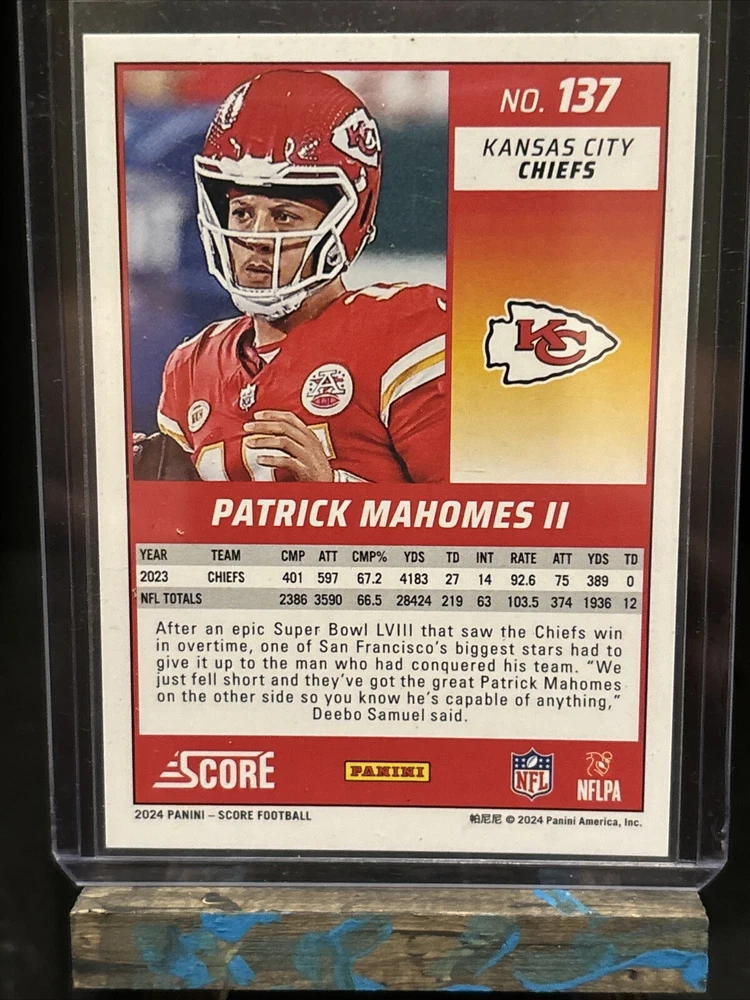 NO. 137
KANSAS CITY
CHIEFS
KC
KC
PATRICK MAHOMES II
YEAR TEAM CMP ATT CMP% YDS TD INT RATE ATT YDS TD
2023 CHIEFS 401 597 67.2 4183 27 14 92.6 75 389 0
NFL TOTALS 2386 3590 66.5 28424 219 63 103.5 374 1936 12
After an epic Super Bowl LVIII that saw the Chiefs win
in overtime, one of San Francisco's biggest stars had to
give it up to the man who had conquered his team. “We
just fell short and they've got the great Patrick Mahomes
on the other side so you know he's capable of anything,”
Deebo Samuel said.
SCORE PANINI NFL NFLPA
2024 PANINI – SCORE FOOTBALL 帕尼尼 © 2024 Panini America, Inc.